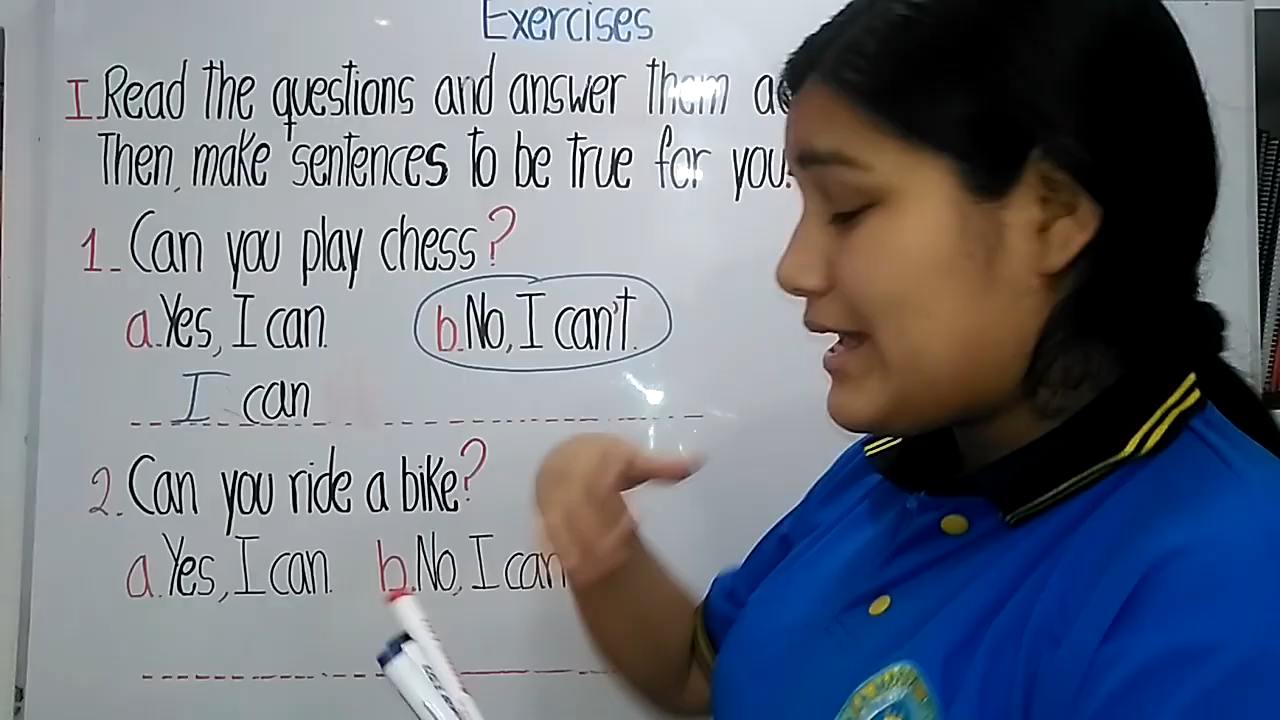 Exercises
I. Read the questions and answer them
Then, make sentences to be true for you.
1. Can you play chess?
a. Yes, I can. b. No, I can't.
I can
2. Can you ride a bike?
a. Yes, I can. b. No, I can